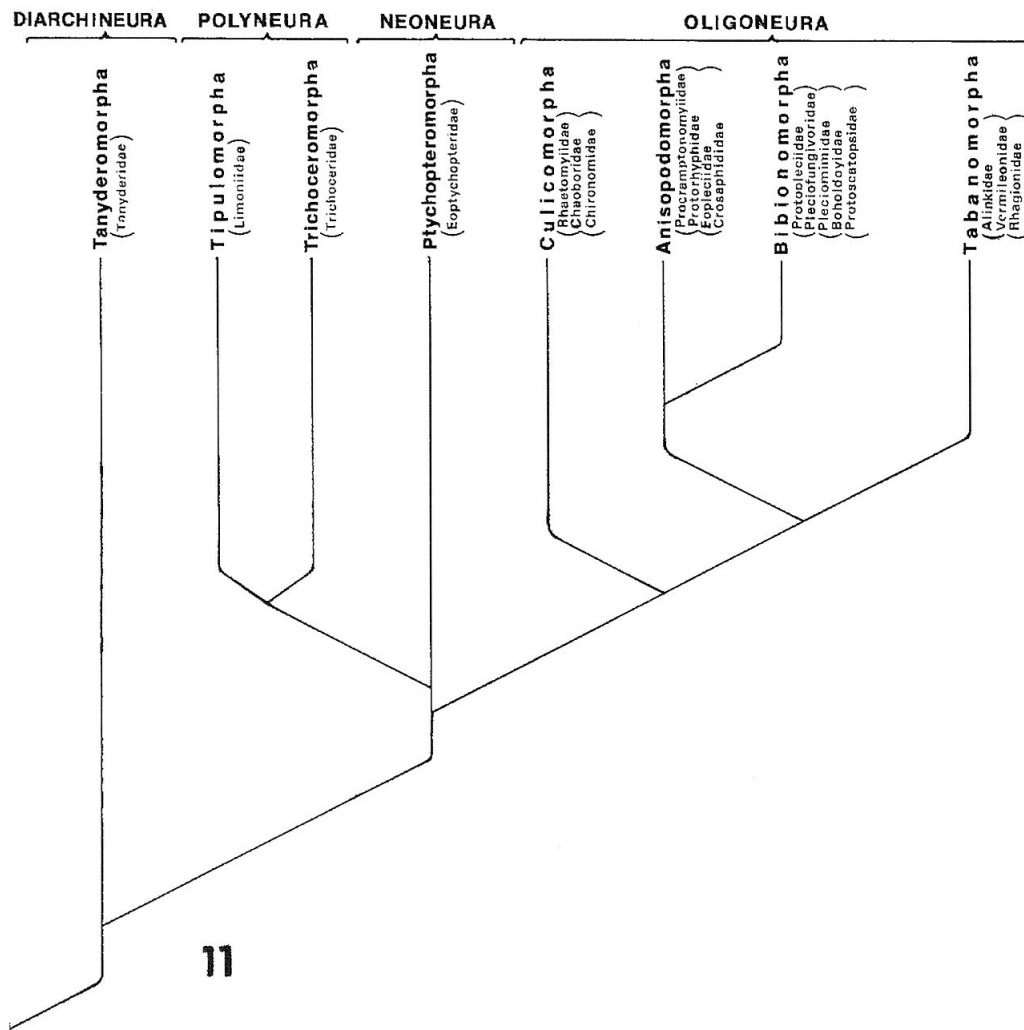 DIARCHINEURA
POLYNEURA
NEONEURA
OLIGONEURA
Tanyderomorpha
(Tanyderidae)
Tipulomorpha
(Limoniidae)
Trichoceromorpha
(Trichoceridae)
Ptychopteromorpha
(Eoptychopteridae)
Culicomorpha
(Rhaetomyiidae)
(Chaoboridae)
(Chironomidae)
Anisopodomorpha
(Procramptonomyiidae)
(Protorhyphidae)
(Eopleciidae)
(Crosaphididae)
Bibionomorpha
(Protopleciidae)
(Pleciofungivoridae)
(Pleciomimidae)
(Boholdoyidae)
(Protoscatopsidae)
Tabanomorpha
(Alinkidae)
(Vermileonidae)
(Rhagionidae)
11